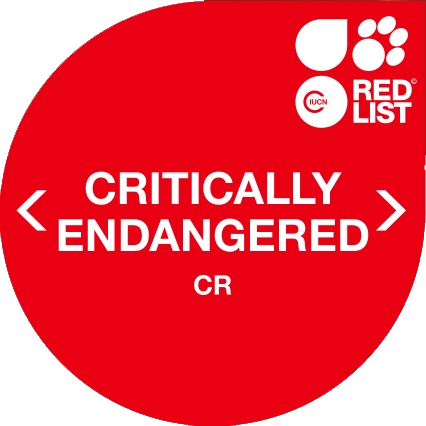 IUCN
RED
LIST
©
< CRITICALLY
ENDANGERED >
CR